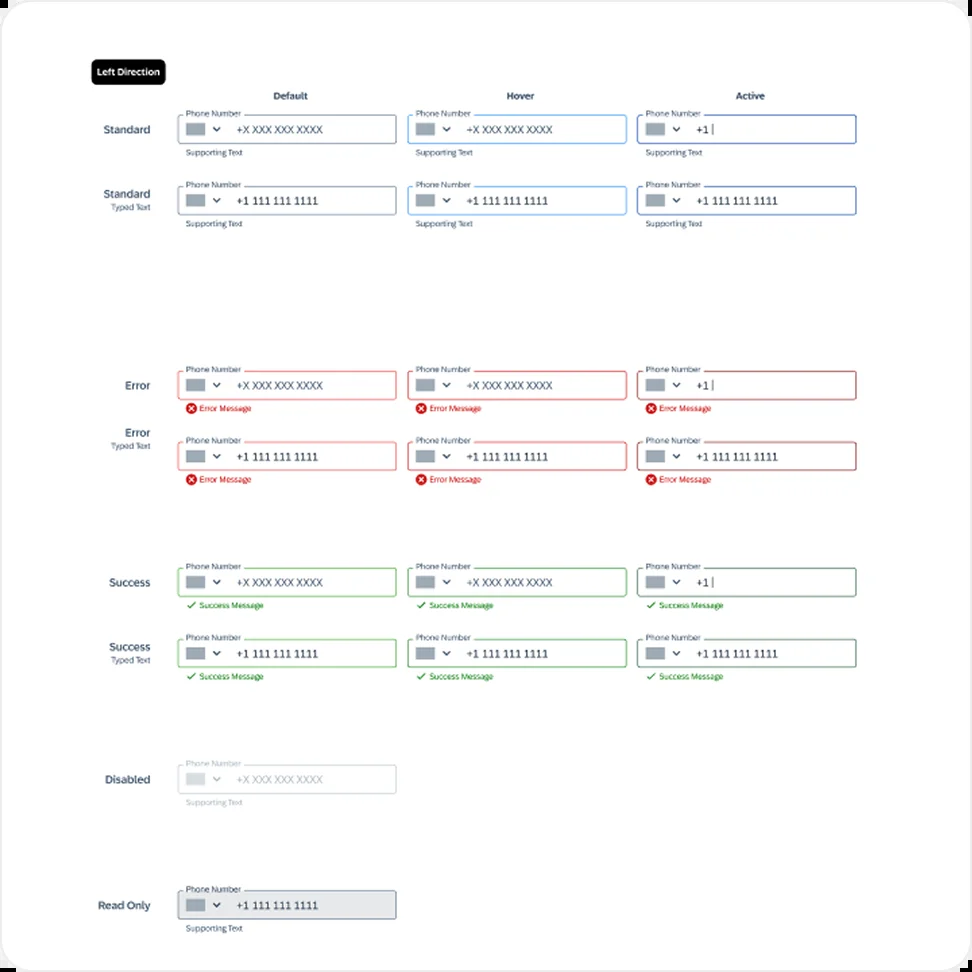 Left Direction
Default Hover Active
Phone Number Phone Number Phone Number
Standard +X XXX XXX XXXX +X XXX XXX XXXX +1 |
Supporting Text Supporting Text Supporting Text
Phone Number Phone Number Phone Number
Standard +1 111 111 1111 +1 111 111 1111 +1 111 111 1111
Typed Text
Supporting Text Supporting Text Supporting Text
Phone Number Phone Number Phone Number
Error +X XXX XXX XXXX +X XXX XXX XXXX +1 |
Error Message Error Message Error Message
Error
Typed Text
Phone Number Phone Number Phone Number
+1 111 111 1111 +1 111 111 1111 +1 111 111 1111
Error Message Error Message Error Message
Phone Number Phone Number Phone Number
Success +X XXX XXX XXXX +X XXX XXX XXXX +1 |
Success Message Success Message Success Message
Phone Number Phone Number Phone Number
Success +1 111 111 1111 +1 111 111 1111 +1 111 111 1111
Typed Text
Success Message Success Message Success Message
Phone Number
Disabled +X XXX XXX XXXX
Supporting Text
Phone Number
Read Only +1 111 111 1111
Supporting Text